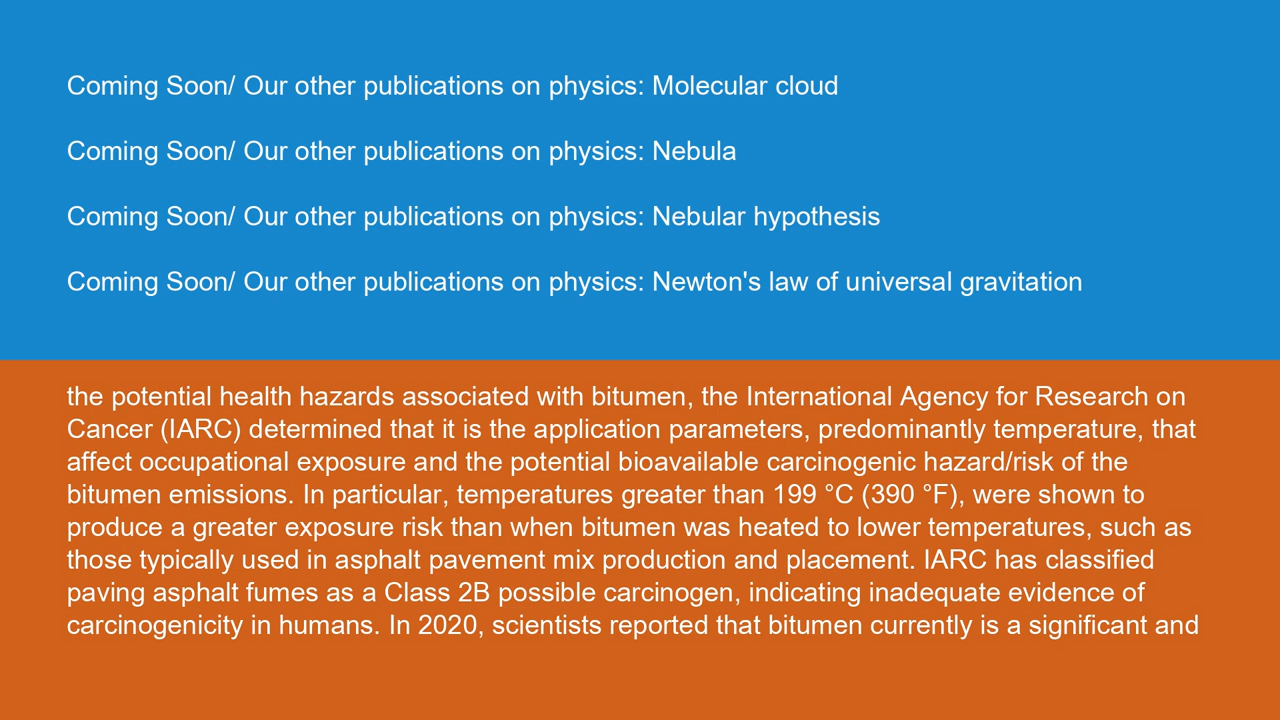 Coming Soon/ Our other publications on physics: Molecular cloud
Coming Soon/ Our other publications on physics: Nebula
Coming Soon/ Our other publications on physics: Nebular hypothesis
Coming Soon/ Our other publications on physics: Newton's law of universal gravitation
the potential health hazards associated with bitumen, the International Agency for Research on
Cancer (IARC) determined that it is the application parameters, predominantly temperature, that
affect occupational exposure and the potential bioavailable carcinogenic hazard/risk of the
bitumen emissions. In particular, temperatures greater than 199 °C (390 °F), were shown to
produce a greater exposure risk than when bitumen was heated to lower temperatures, such as
those typically used in asphalt pavement mix production and placement. IARC has classified
paving asphalt fumes as a Class 2B possible carcinogen, indicating inadequate evidence of
carcinogenicity in humans. In 2020, scientists reported that bitumen currently is a significant and